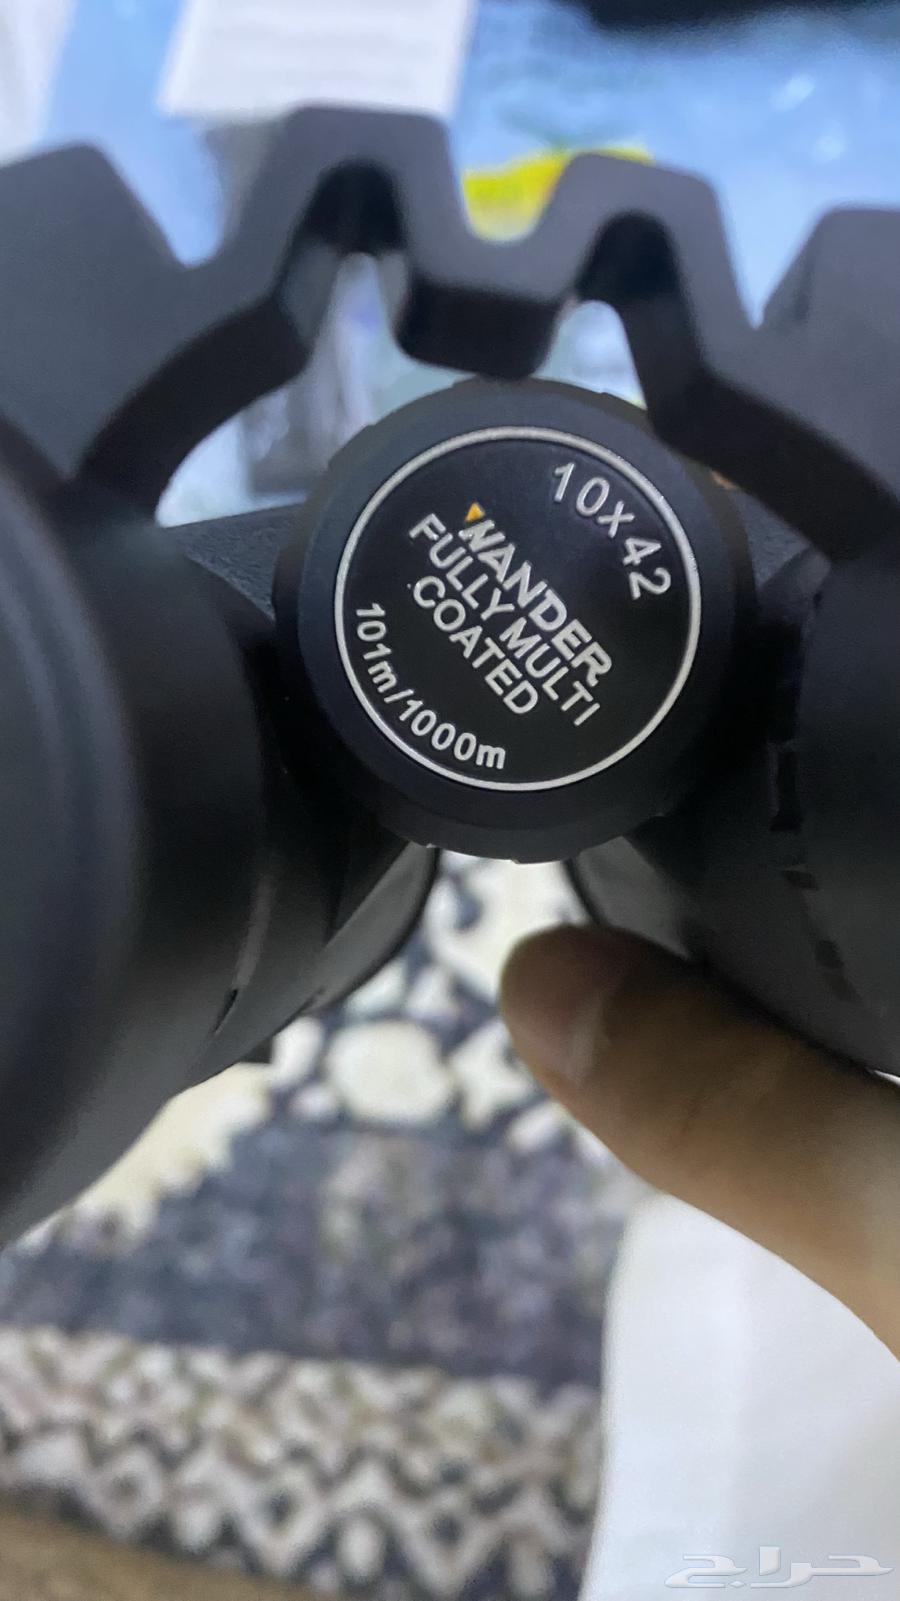 10x42
WANDER
FULLY MULTI
COATED
101m/1000m
حراج